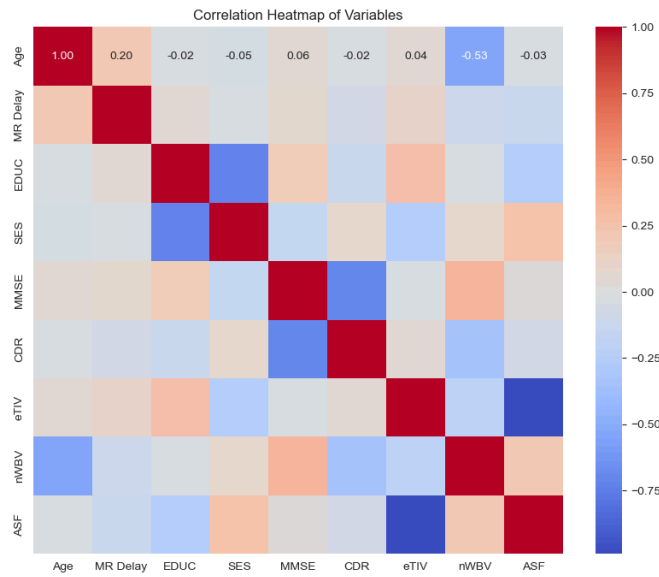 Correlation Heatmap of Variables
Age
1.00 0.20 -0.02 -0.05 0.06 -0.02 0.04 -0.53 -0.03
MR Delay
EDUC
SES
MMSE
CDR
eTIV
nWBV
ASF
Age MR Delay EDUC SES MMSE CDR eTIV nWBV ASF
1.00
0.75
0.50
0.25
0.00
-0.25
-0.50
-0.75